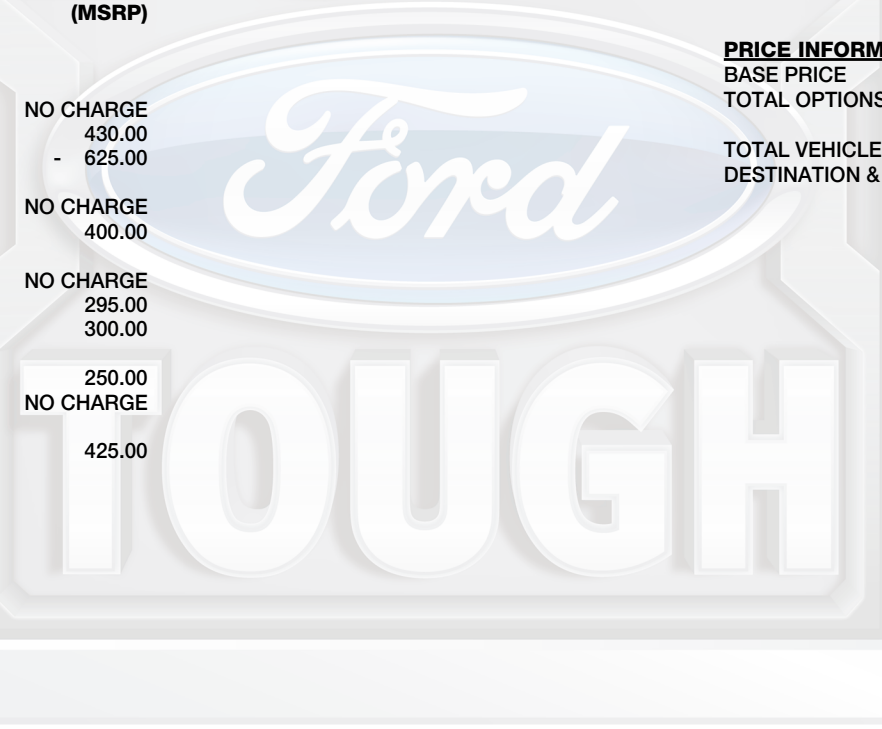 (MSRP)
NO CHARGE
430.00
- 625.00
NO CHARGE
400.00
NO CHARGE
295.00
300.00
250.00
NO CHARGE
425.00
PRICE INFORM
BASE PRICE
TOTAL OPTIONS
TOTAL VEHICLE
DESTINATION &
Ford
TOUGH